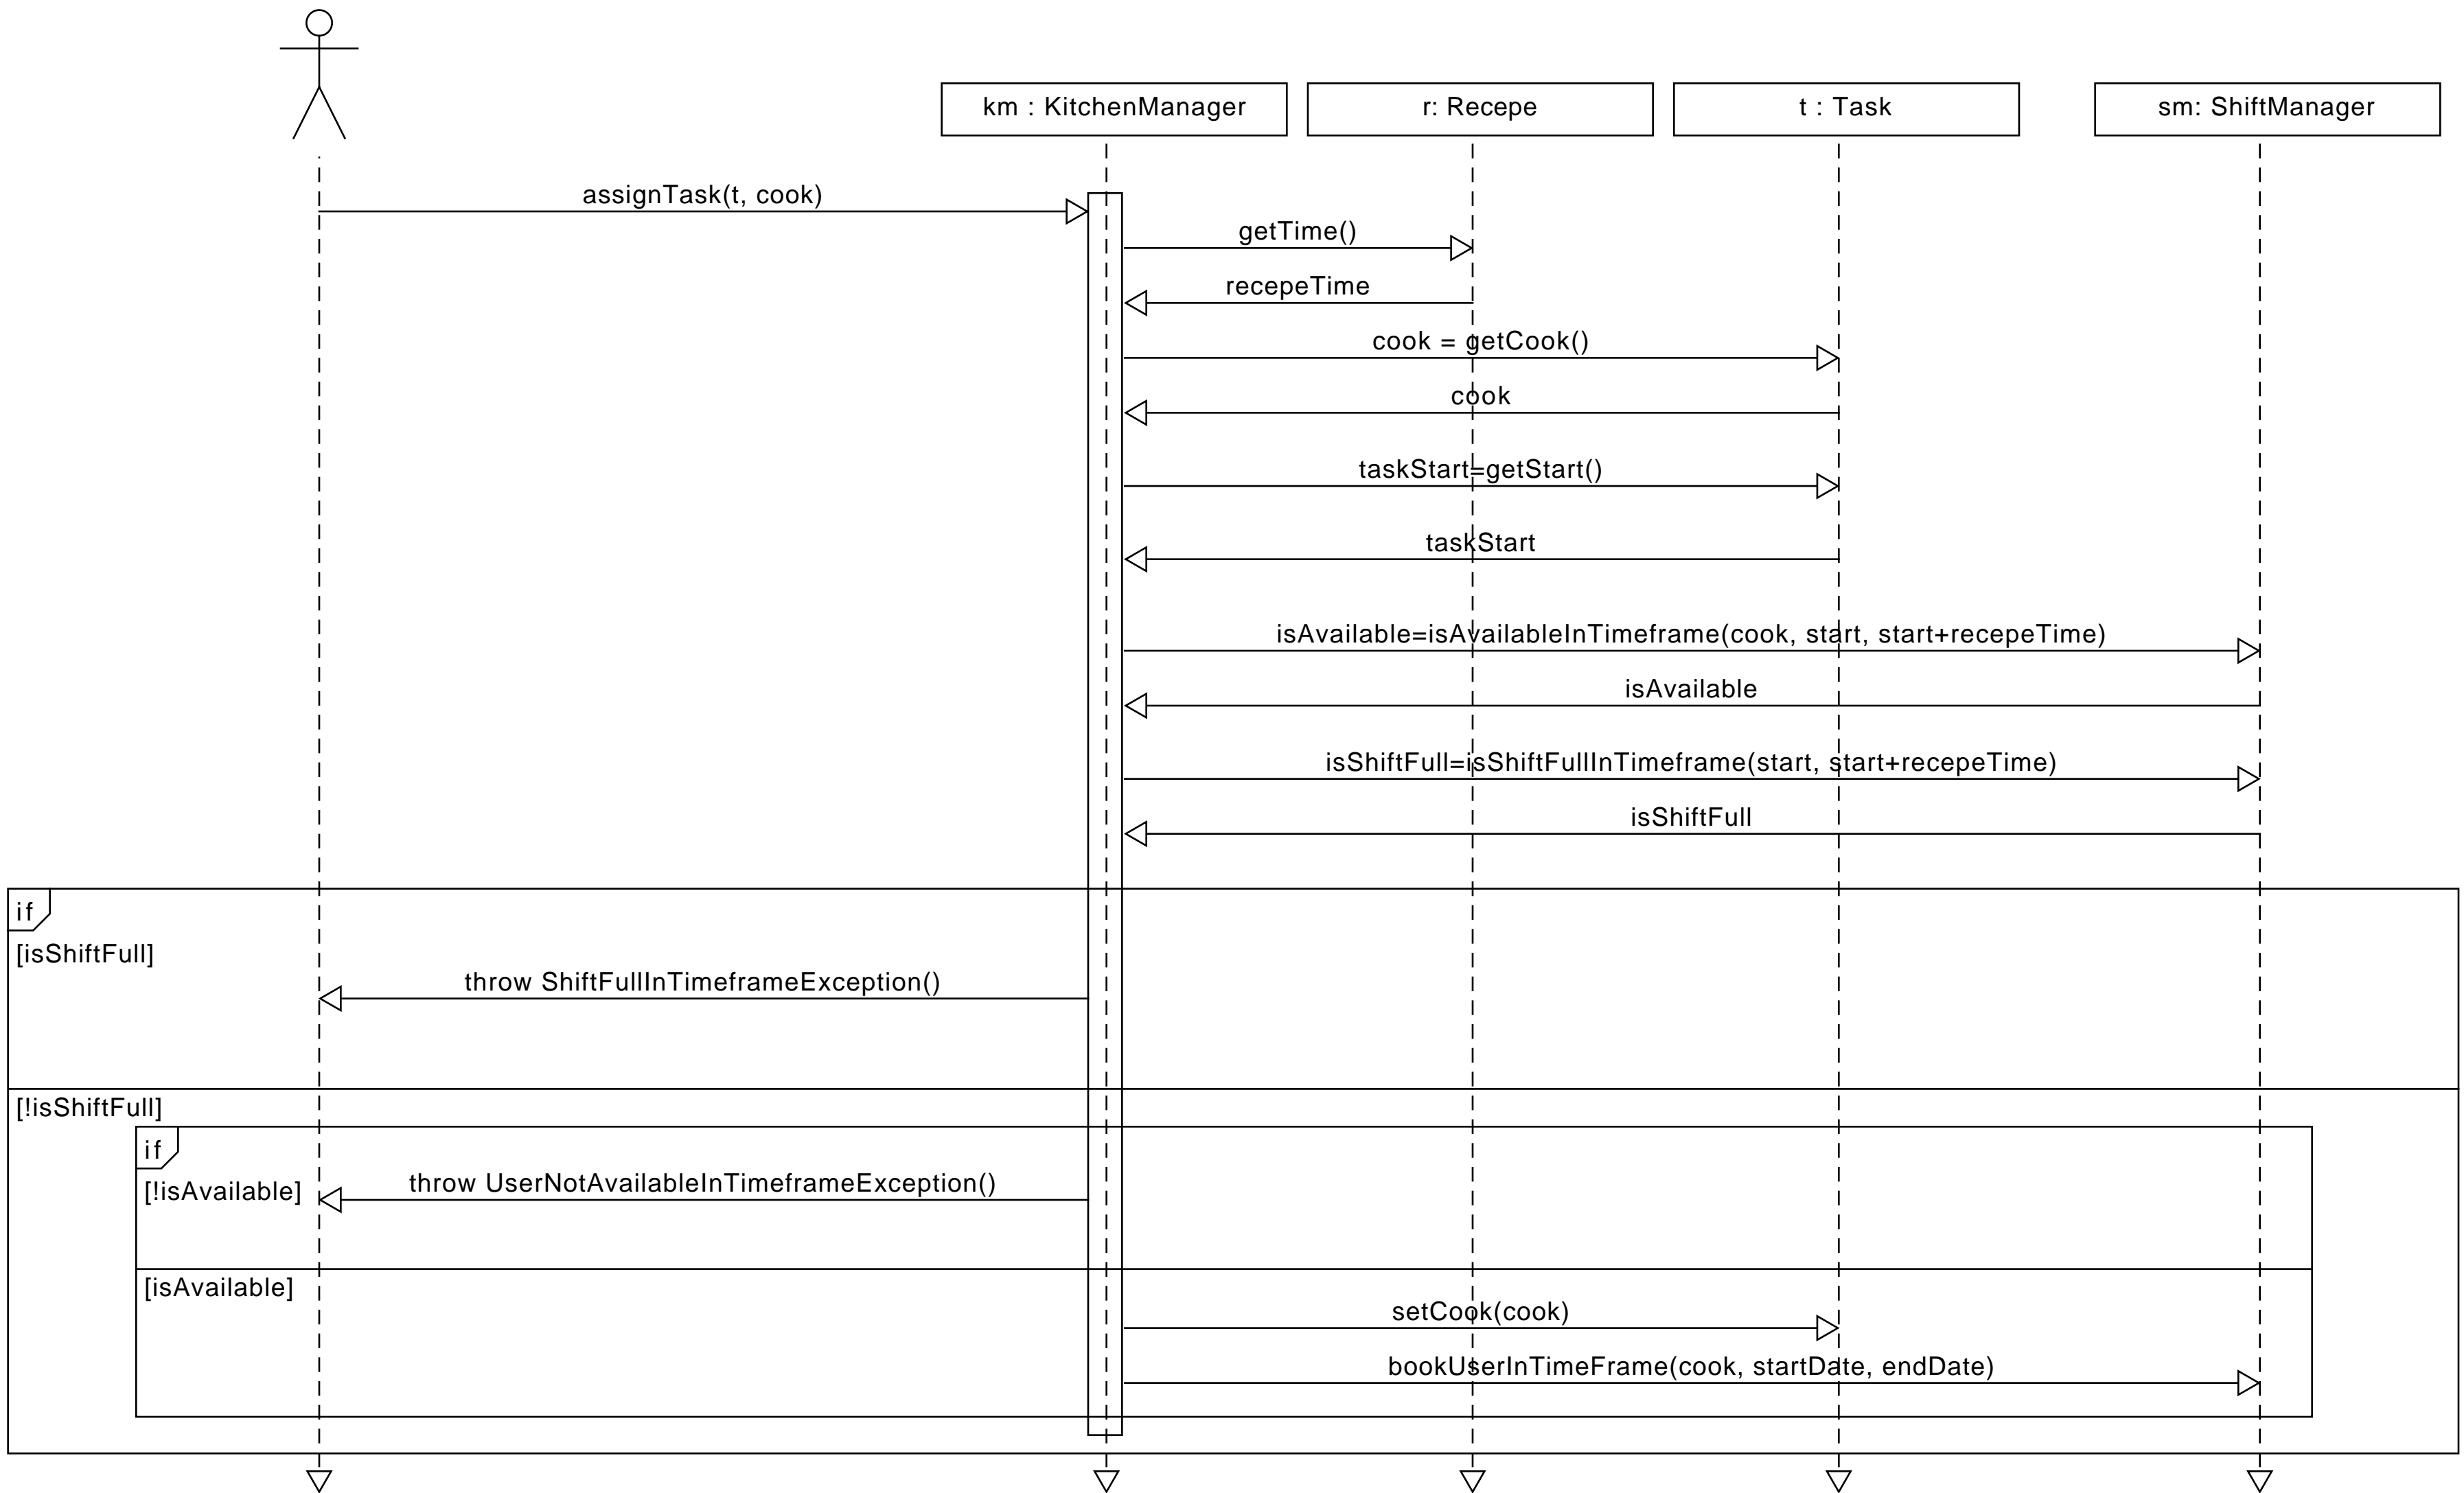 km : KitchenManager
r: Recepe
t : Task
sm: ShiftManager
assignTask(t, cook)
getTime()
recepeTime
cook = getCook()
cook
taskStart=getStart()
taskStart
isAvailable=isAvailableInTimeframe(cook, start, start+recepeTime)
isAvailable
isShiftFull=isShiftFullInTimeframe(start, start+recepeTime)
isShiftFull
if
[isShiftFull]
throw ShiftFullInTimeframeException()
[!isShiftFull]
if
[!isAvailable]
throw UserNotAvailableInTimeframeException()
[isAvailable]
setCook(cook)
bookUserInTimeFrame(cook, startDate, endDate)